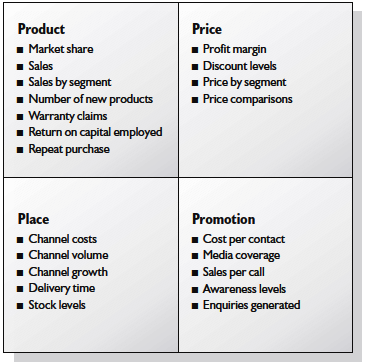 Product
■ Market share
■ Sales
■ Sales by segment
■ Number of new products
■ Warranty claims
■ Return on capital employed
■ Repeat purchase
Price
■ Profit margin
■ Discount levels
■ Price by segment
■ Price comparisons
Place
■ Channel costs
■ Channel volume
■ Channel growth
■ Delivery time
■ Stock levels
Promotion
■ Cost per contact
■ Media coverage
■ Sales per call
■ Awareness levels
■ Enquiries generated